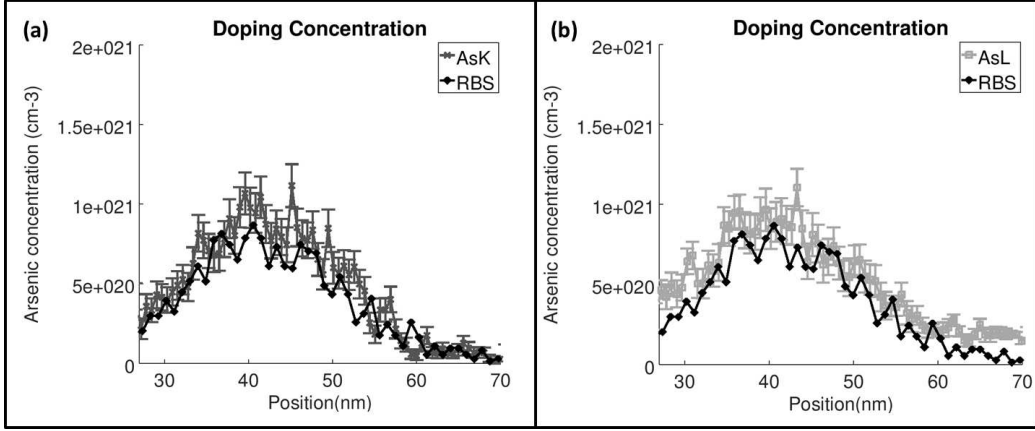 (a)
Doping Concentration
AsK
RBS
2e+021
1.5e+021
1e+021
5e+020
0
Arsenic concentration (cm-3)
30 40 50 60 70
Position(nm)
(b)
Doping Concentration
AsL
RBS
2e+021
1.5e+021
1e+021
5e+020
0
Arsenic concentration (cm-3)
30 40 50 60 70
Position(nm)